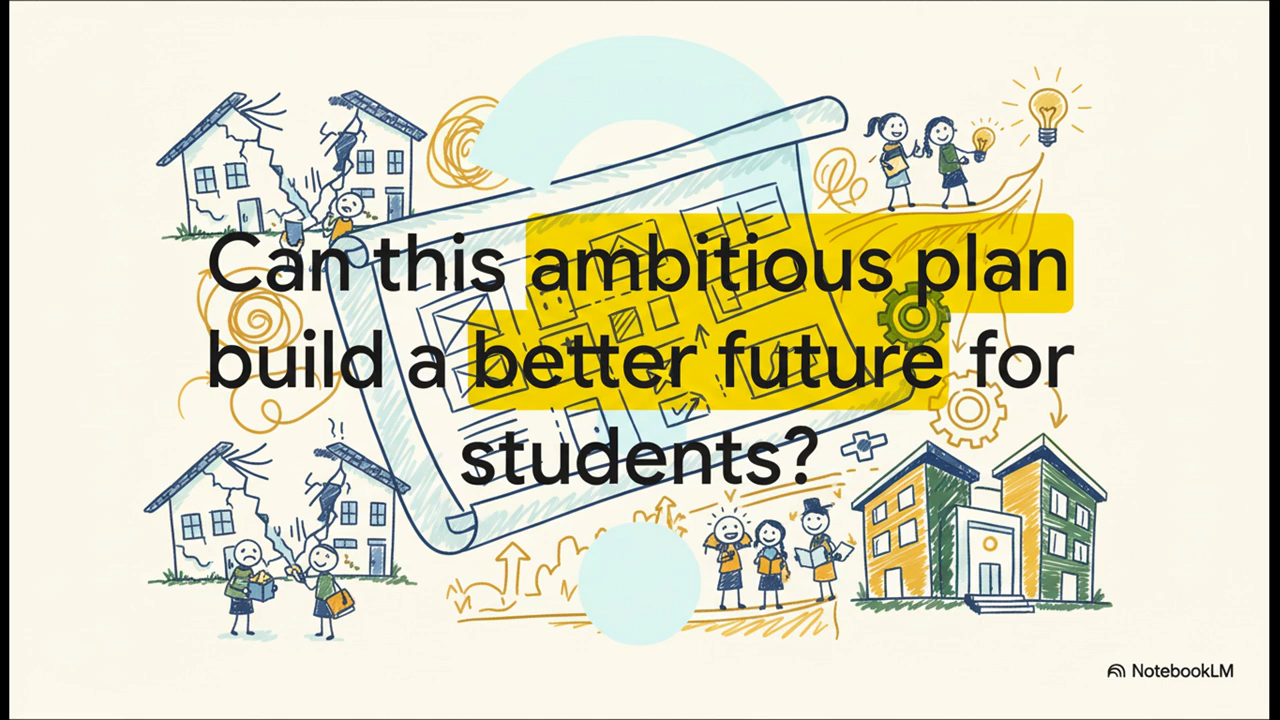 Can this ambitious plan
build a better future for
students?
NotebookLM